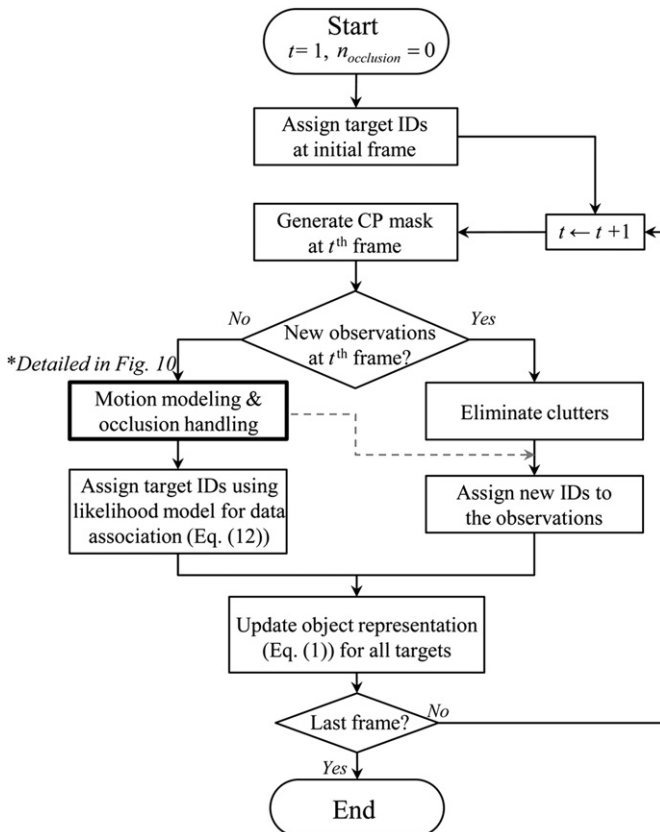 Start
t= 1, n_occlusion = 0
Assign target IDs
at initial frame
Generate CP mask
at tth frame
t ← t +1
No
New observations
at tth frame?
Yes
*Detailed in Fig. 10
Motion modeling &
occlusion handling
Eliminate clutters
Assign target IDs using
likelihood model for data
association (Eq. (12))
Assign new IDs to
the observations
Update object representation
(Eq. (1)) for all targets
Last frame?
No
Yes
End